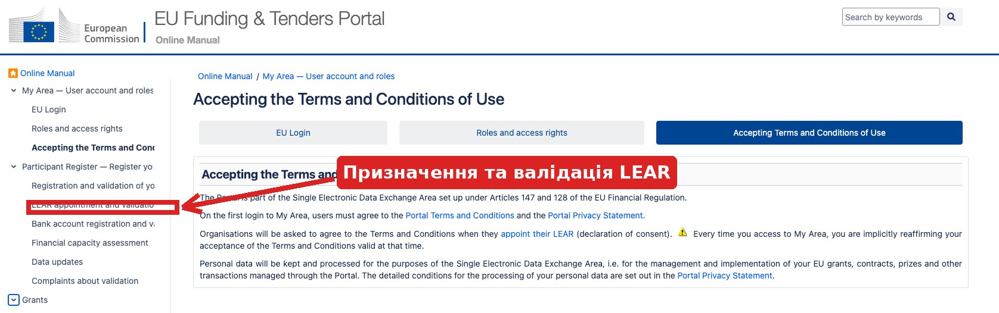 European
Commission
EU Funding & Tenders Portal
Online Manual
Search by keywords
Online Manual
My Area — User account and roles
EU Login
Roles and access rights
Accepting the Terms and Con
Participant Register — Register yo
Registration and validation of yo
LEAR appointment and validatio
Bank account registration and va
Financial capacity assessment
Data updates
Complaints about validation
Grants
Online Manual / My Area — User account and roles
Accepting the Terms and Conditions of Use
EU Login
Roles and access rights
Accepting Terms and Conditions of Use
Accepting the Terms and
Призначення та валідація LEAR
The Portal is part of the Single Electronic Data Exchange Area set up under Articles 147 and 128 of the EU Financial Regulation.
On the first login to My Area, users must agree to the Portal Terms and Conditions and the Portal Privacy Statement.
Organisations will be asked to agree to the Terms and Conditions when they appoint their LEAR (declaration of consent). Every time you access to My Area, you are implicitly reaffirming your
acceptance of the Terms and Conditions valid at that time.
Personal data will be kept and processed for the purposes of the Single Electronic Data Exchange Area, i.e. for the management and implementation of your EU grants, contracts, prizes and other
transactions managed through the Portal. The detailed conditions for the processing of your personal data are set out in the Portal Privacy Statement.